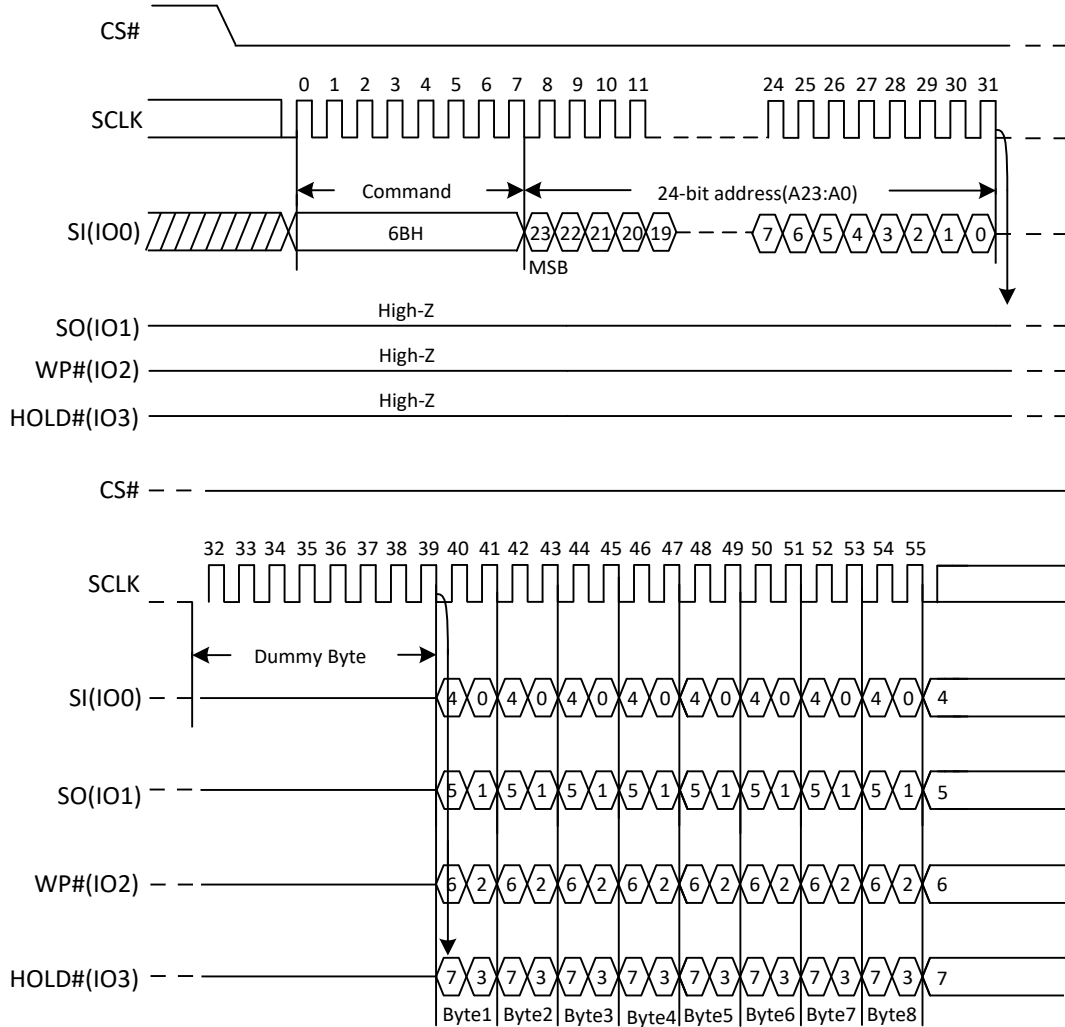 CS#
0 1 2 3 4 5 6 7 8 9 10 11 24 25 26 27 28 29 30 31
SCLK
Command 24-bit address(A23:A0)
SI(IO0) 6BH 23 22 21 20 19 7 6 5 4 3 2 1 0
MSB
High-Z
SO(IO1)
High-Z
WP#(IO2)
High-Z
HOLD#(IO3)
CS#
32 33 34 35 36 37 38 39 40 41 42 43 44 45 46 47 48 49 50 51 52 53 54 55
SCLK
Dummy Byte
SI(IO0) 4 0 4 0 4 0 4 0 4 0 4 0 4 0 4 0 4
SO(IO1) 5 1 5 1 5 1 5 1 5 1 5 1 5 1 5 1 5
WP#(IO2) 6 2 6 2 6 2 6 2 6 2 6 2 6 2 6 2 6
HOLD#(IO3) 7 3 7 3 7 3 7 3 7 3 7 3 7 3 7 3 7
Byte1 Byte2 Byte3 Byte4 Byte5 Byte6 Byte7 Byte8